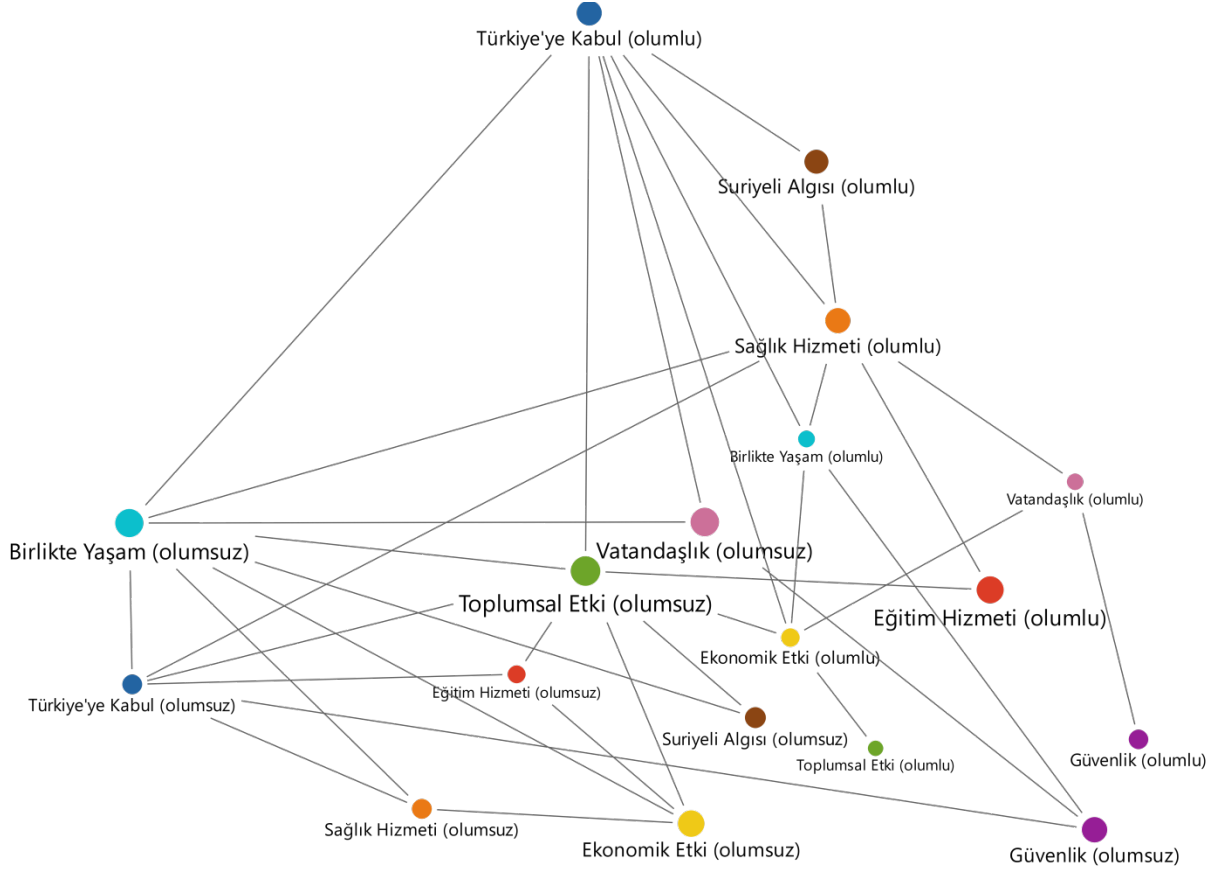 Türkiye'ye Kabul (olumlu)
Suriyeli Algısı (olumlu)
Sağlık Hizmeti (olumlu)
Birlikte Yaşam (olumlu)
Vatandaşlık (olumlu)
Birlikte Yaşam (olumsuz)
Vatandaşlık (olumsuz)
Toplumsal Etki (olumsuz)
Eğitim Hizmeti (olumlu)
Ekonomik Etki (olumlu)
Eğitim Hizmeti (olumsuz)
Türkiye'ye Kabul (olumsuz)
Suriyeli Algısı (olumsuz)
Toplumsal Etki (olumlu)
Güvenlik (olumlu)
Sağlık Hizmeti (olumsuz)
Ekonomik Etki (olumsuz)
Güvenlik (olumsuz)